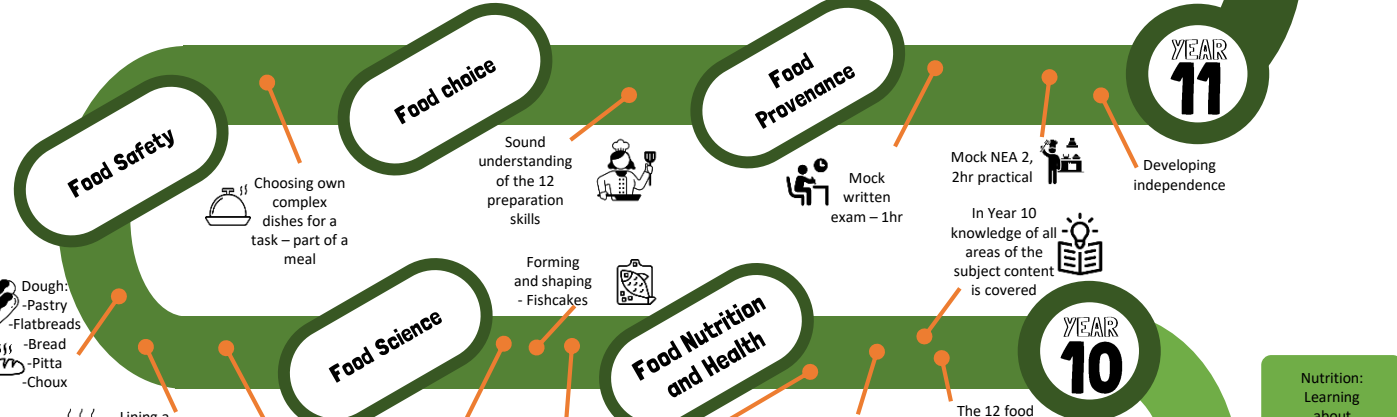 YEAR
11
Food
Provenance
Food choice
Food Safety
Developing
independence
Mock NEA 2,
2hr practical
Mock
written
exam – 1hr
Sound
understanding
of the 12
preparation
skills
Choosing own
complex
dishes for a
task – part of a
meal
In Year 10
knowledge of all
areas of the
subject content
is covered
Forming
and shaping
- Fishcakes
Dough:
-Pastry
-Flatbreads
-Bread
-Pitta
-Choux
Food Science
Food Nutrition
and Health
YEAR
10
Nutrition:
Learning
about
The 12 food
Lining a